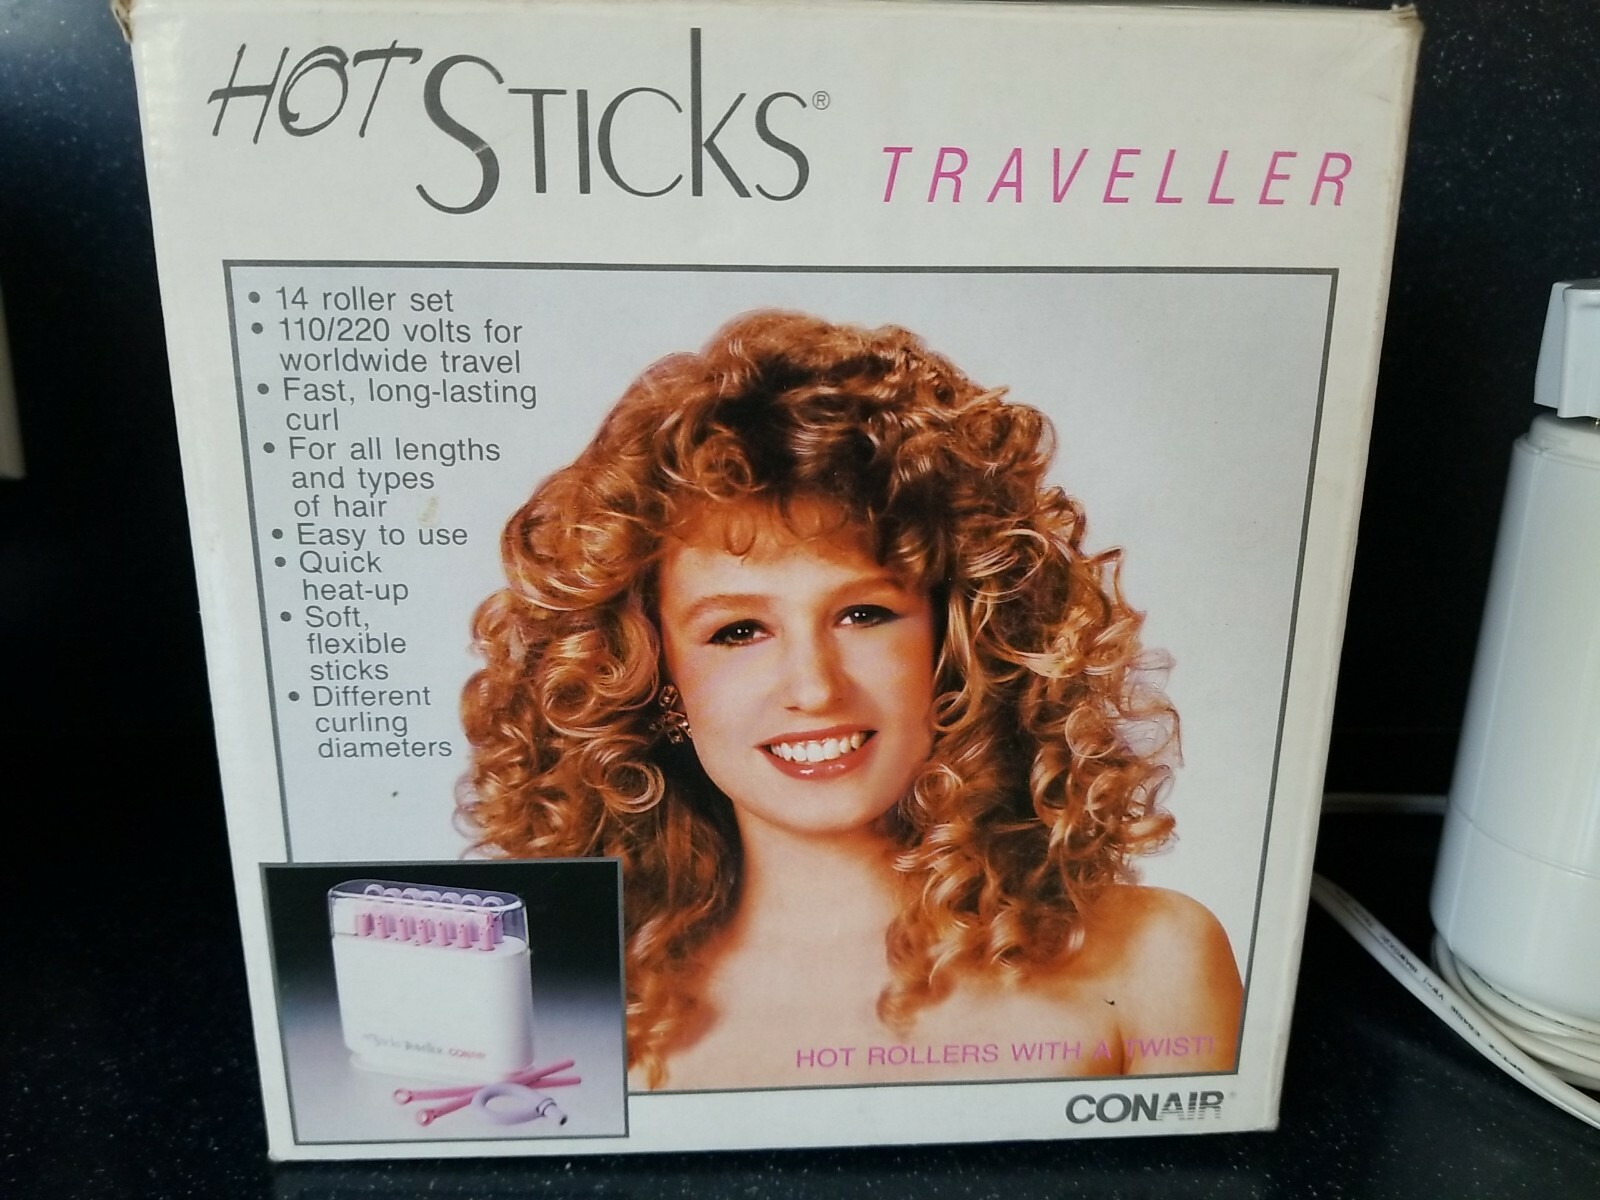 HOT STICKS® TRAVELLER
• 14 roller set
• 110/220 volts for
worldwide travel
• Fast, long-lasting
curl
• For all lengths
and types
of hair
• Easy to use
• Quick
heat-up
• Soft,
flexible
sticks
• Different
curling
diameters
CONAIR
HOT ROLLERS WITH A TWIST!
CONAIR®